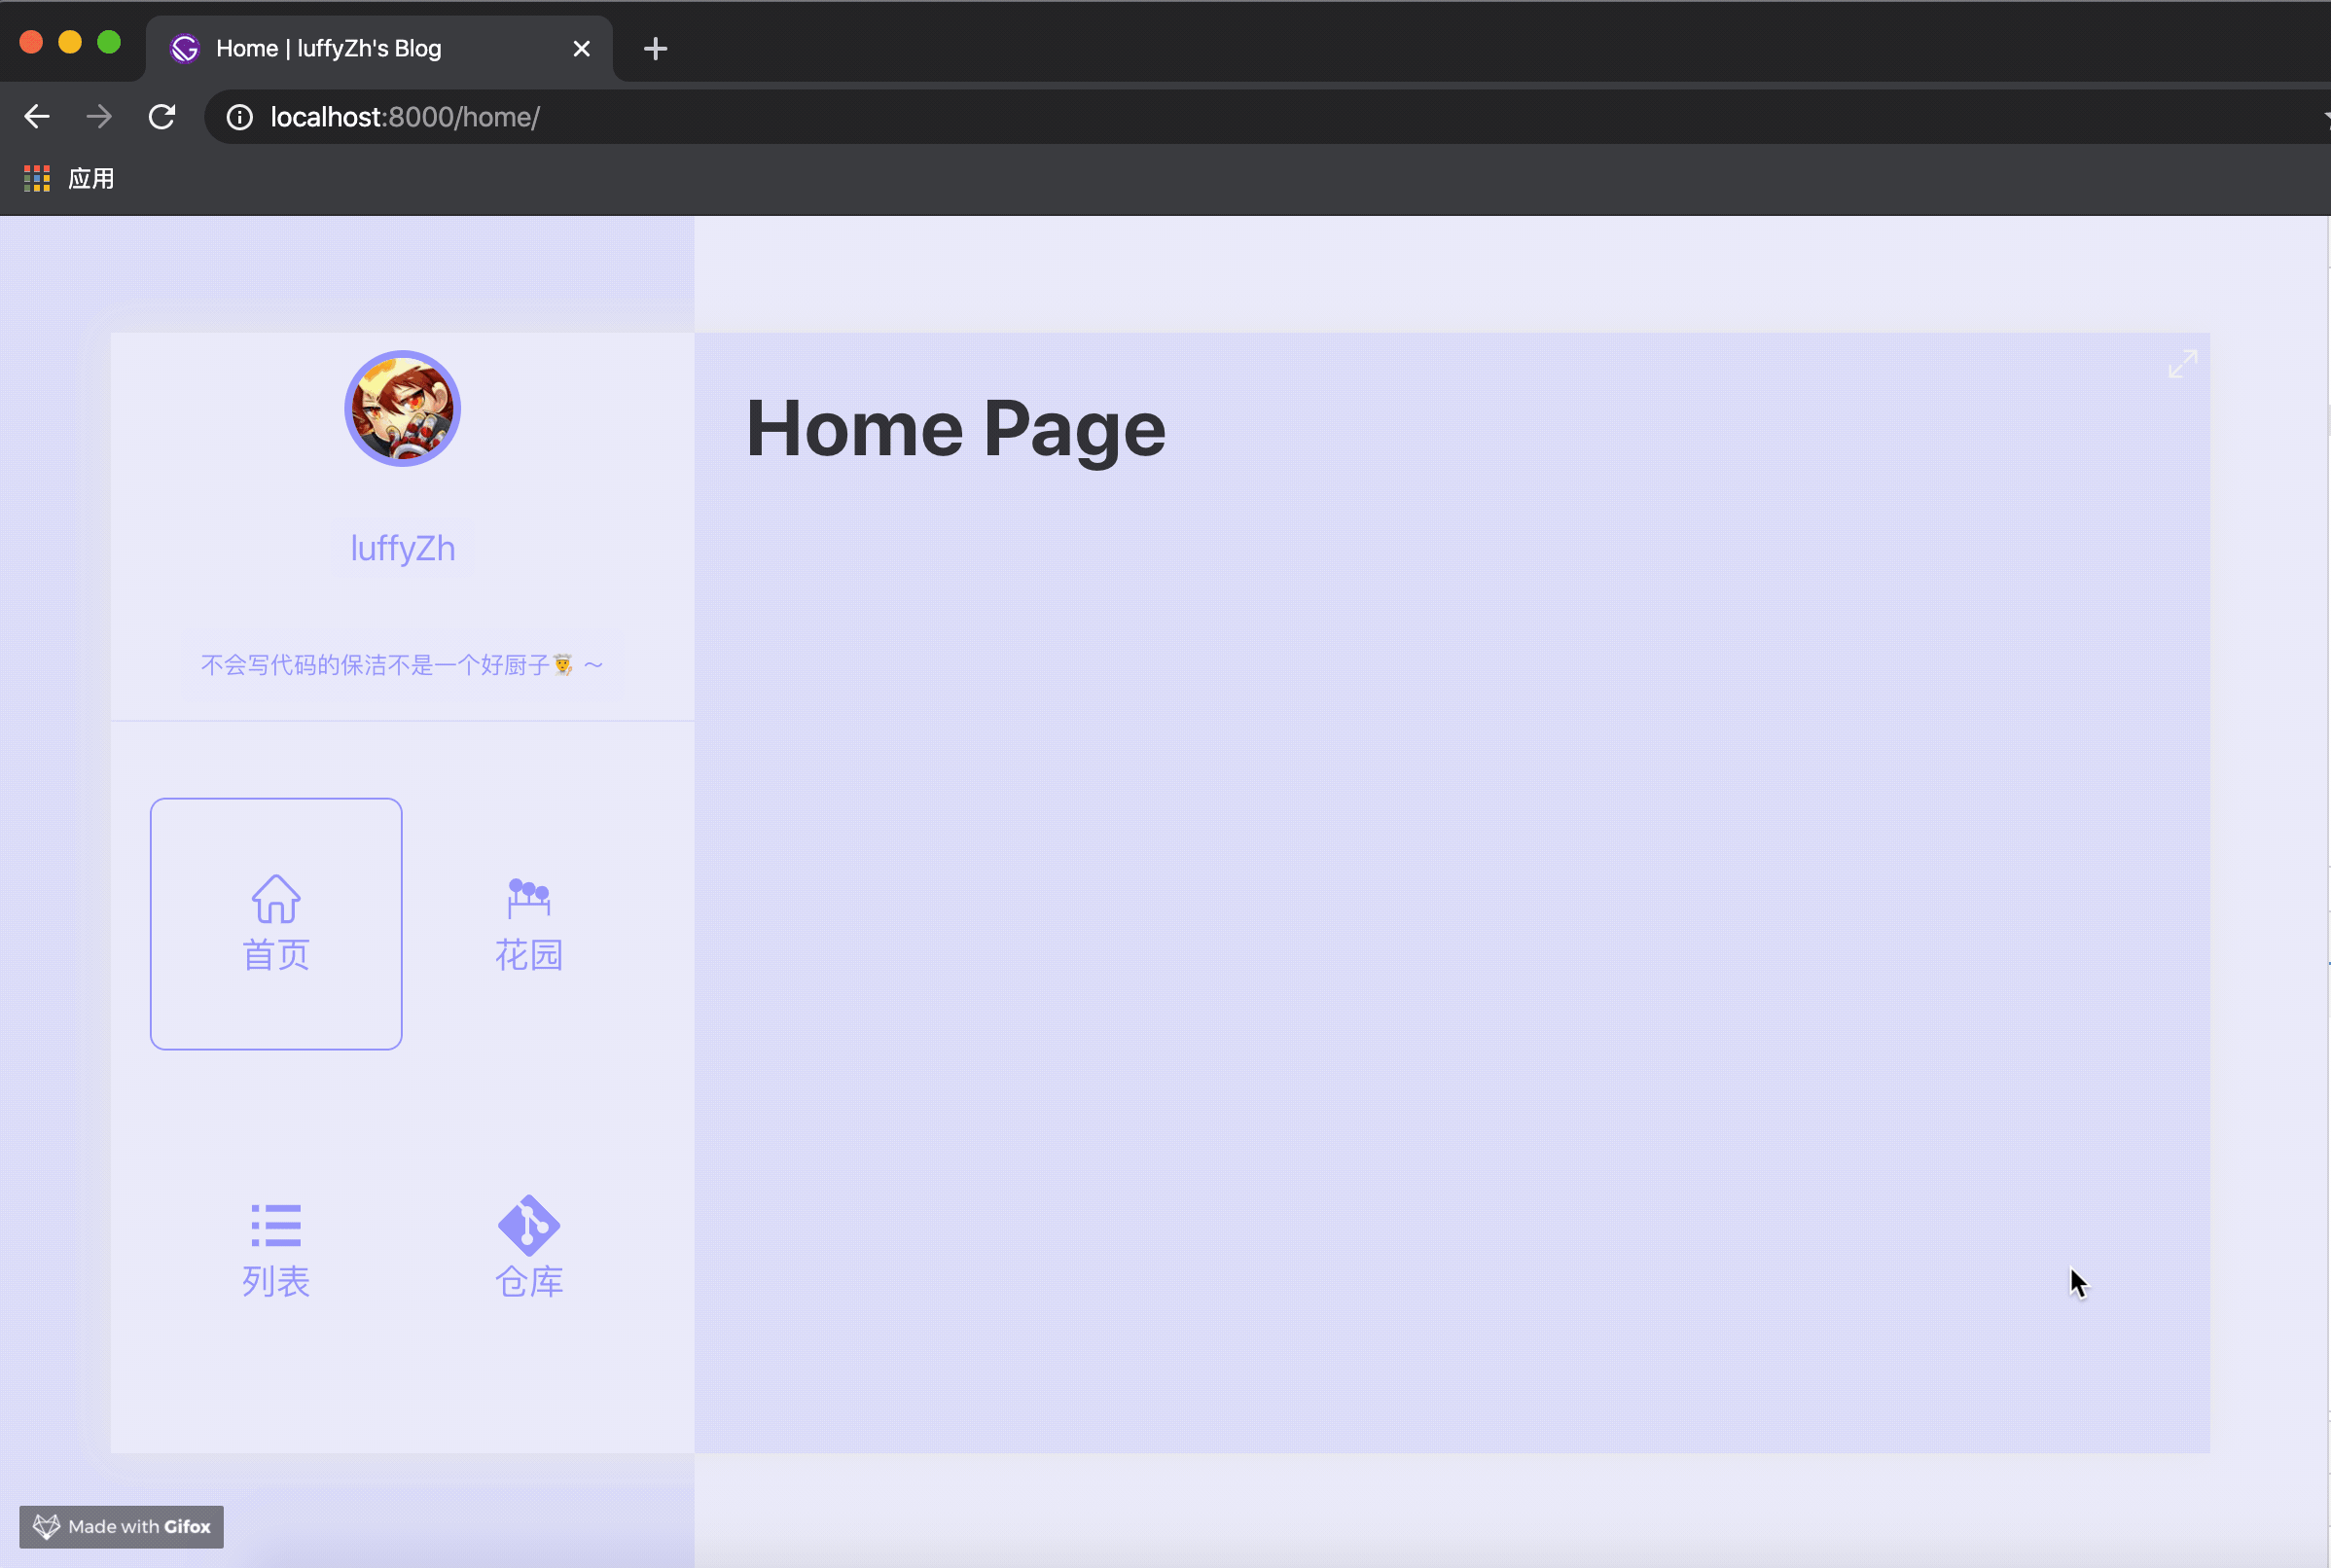 Home | luffyZh's Blog
localhost:8000/home/
应用
luffyZh
不会写代码的保洁不是一个好厨子👨‍🍳 ～
首页
花园
列表
仓库
Home Page
Made with Gifox